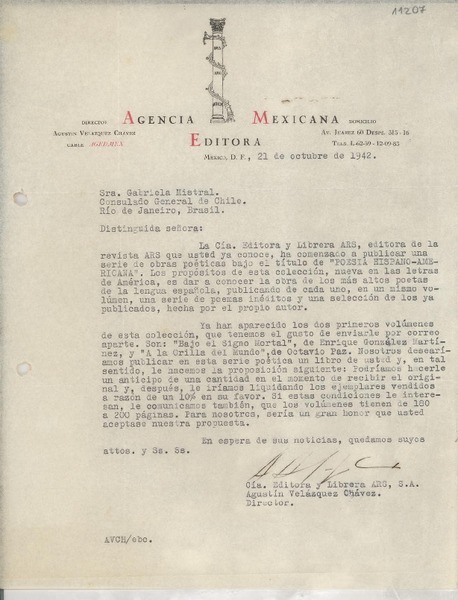 11207
DIRECTOR
AGUSTIN VELAZQUEZ CHAVEZ
CABLE AGEDMEX
AGENCIA MEXICANA
EDITORA
DOMICILIO
AV. JUAREZ 60 DESPS. 315-16
MEXICO, D. F., 21 de octubre de 1942.
Sra. Gabriela Mistral.
Consulado General de Chile.
Río de Janeiro, Brasil.
Distinguida señora:
La Cía. Editora y Librera ARS, editora de la
revista ARS que usted ya conoce, ha comenzado a publicar una
serie de obras poéticas bajo el título de "POESIA HISPANO-AME-
RICANA". Los propósitos de esta colección, nueva en las letras
de América, es dar a conocer la obra de los más altos poetas
de la lengua española, publicando de cada uno, en un mismo vo-
lúmen, una serie de poemas inéditos y una selección de los ya
publicados, hecha por el propio autor.
Ya han aparecido los dos primeros volúmenes
de esta colección, que tenemos el gusto de enviarle por correo
aparte. Son: "Bajo el Signo Mortal", de Enrique González Martí-
nez, y "A la Orilla del Mundo", de Octavio Paz. Nosotros desearía-
mos publicar en esta serie poética un libro de usted y, en tal
sentido, le hacemos la proposición siguiente: Podríamos hacerle
un anticipo de una cantidad en el momento de recibir el origi-
nal y, después, le iríamos liquidando los ejemplares vendidos
a razón de un 10% en su favor. Si estas condiciones le intere-
san, le comunicamos también, que los volúmenes tienen de 180
a 200 páginas. Para nosotros, sería un gran honor que usted
aceptase nuestra propuesta.
En espera de sus noticias, quedamos suyos
attos. y Ss. Ss.
Cía. Editora y Librera ARS, S.A.
Agustín Velázquez Chávez.
Director.
AVCH/ebc.